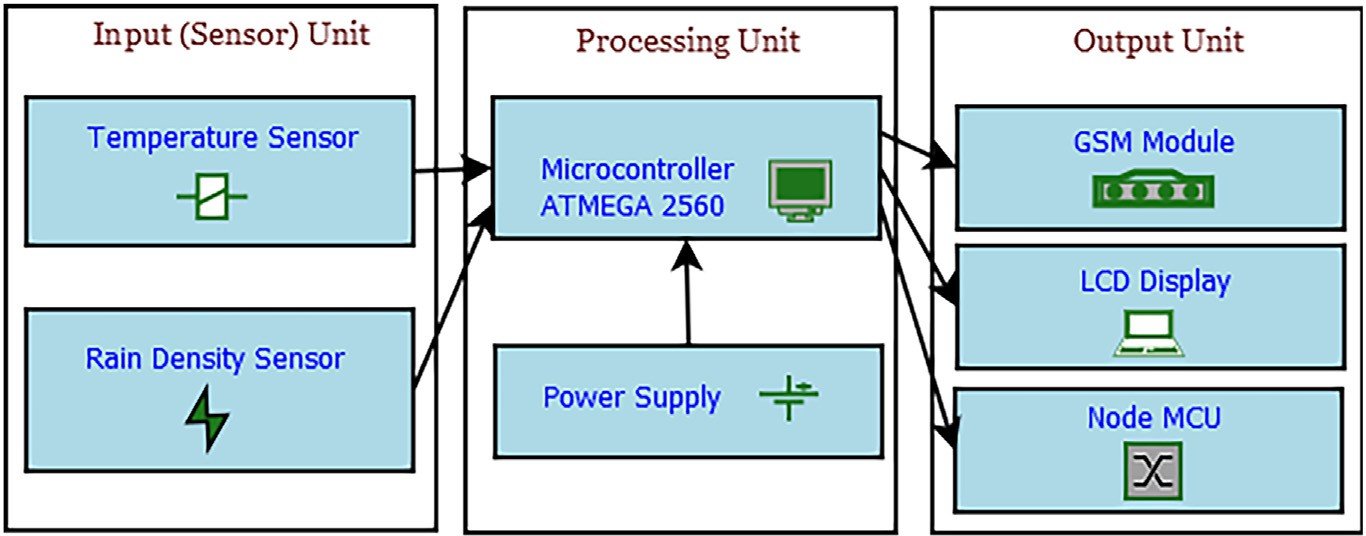 Input (Sensor) Unit
Temperature Sensor
Rain Density Sensor
Processing Unit
Microcontroller
ATMEGA 2560
Power Supply
Output Unit
GSM Module
LCD Display
Node MCU